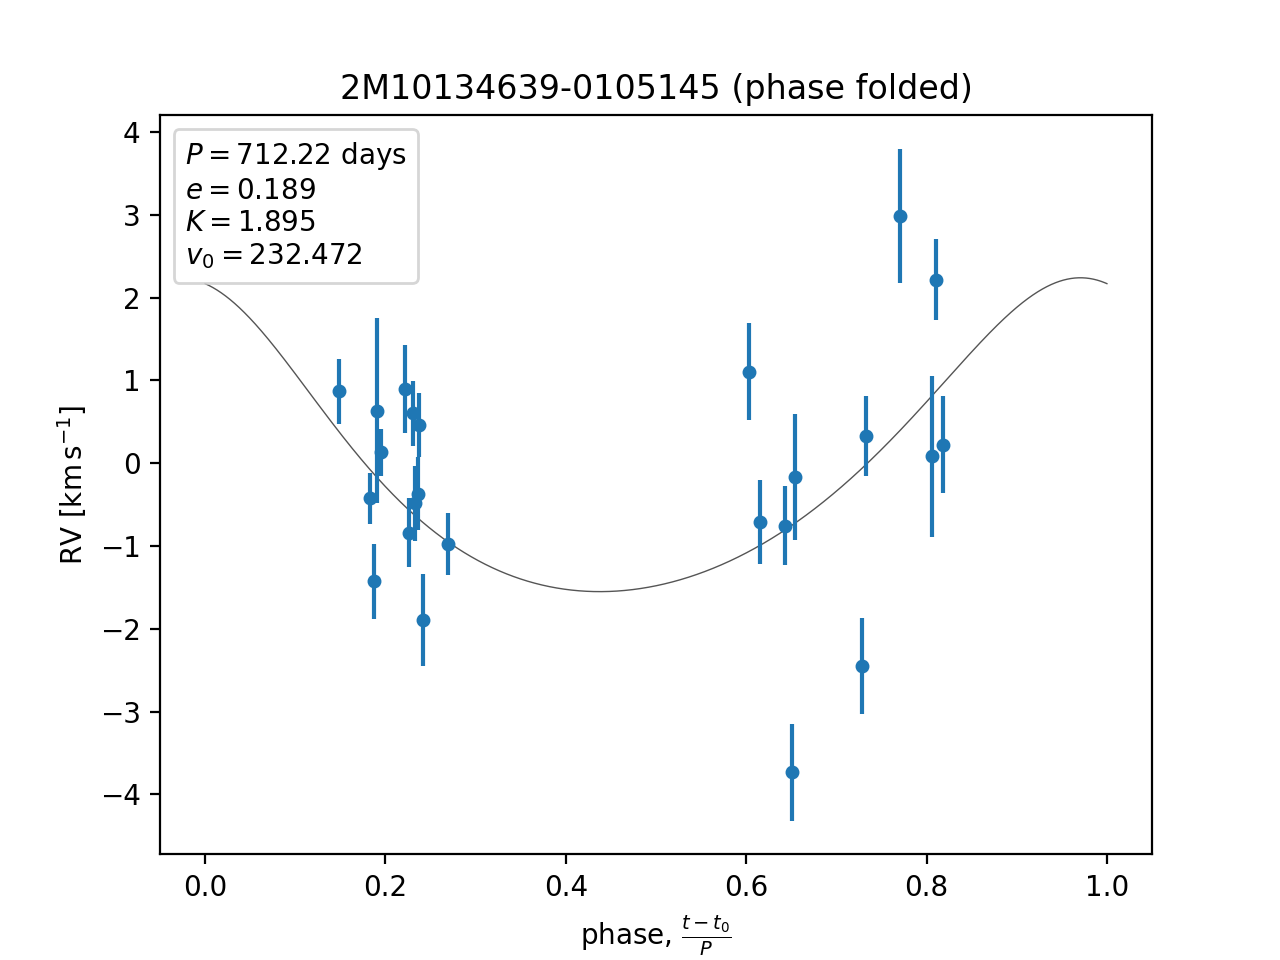 2M10134639-0105145 (phase folded)
P = 712.22 days
e = 0.189
K = 1.895
v₀ = 232.472
4
3
2
1
0
−1
−2
−3
−4
RV [km s⁻¹]
0.0 0.2 0.4 0.6 0.8 1.0
phase, (t − t₀)/P